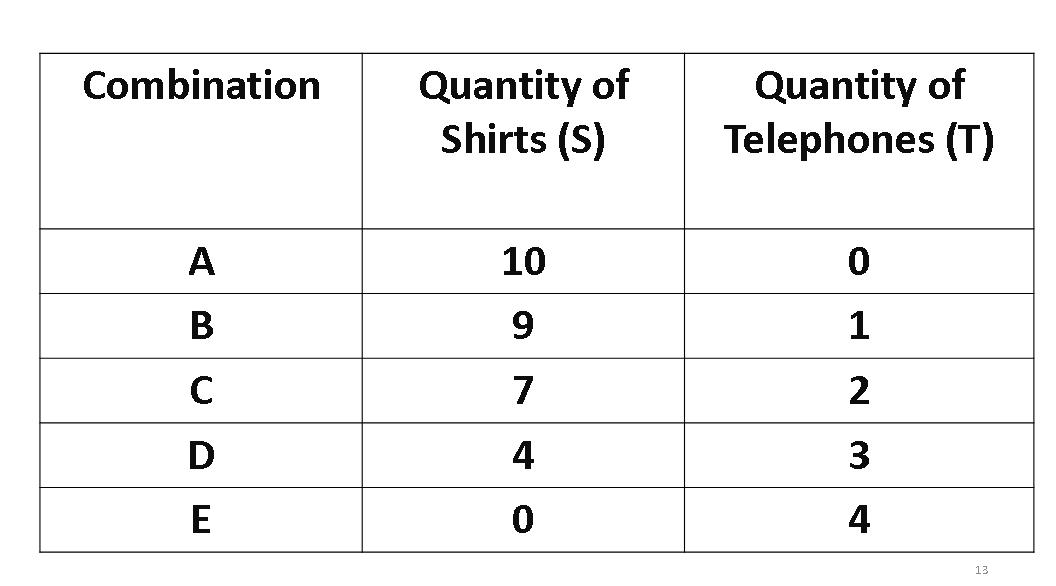 Combination Quantity of Quantity of
Shirts (S) Telephones (T)
A 10 0
B 9 1
C 7 2
D 4 3
E 0 4
13